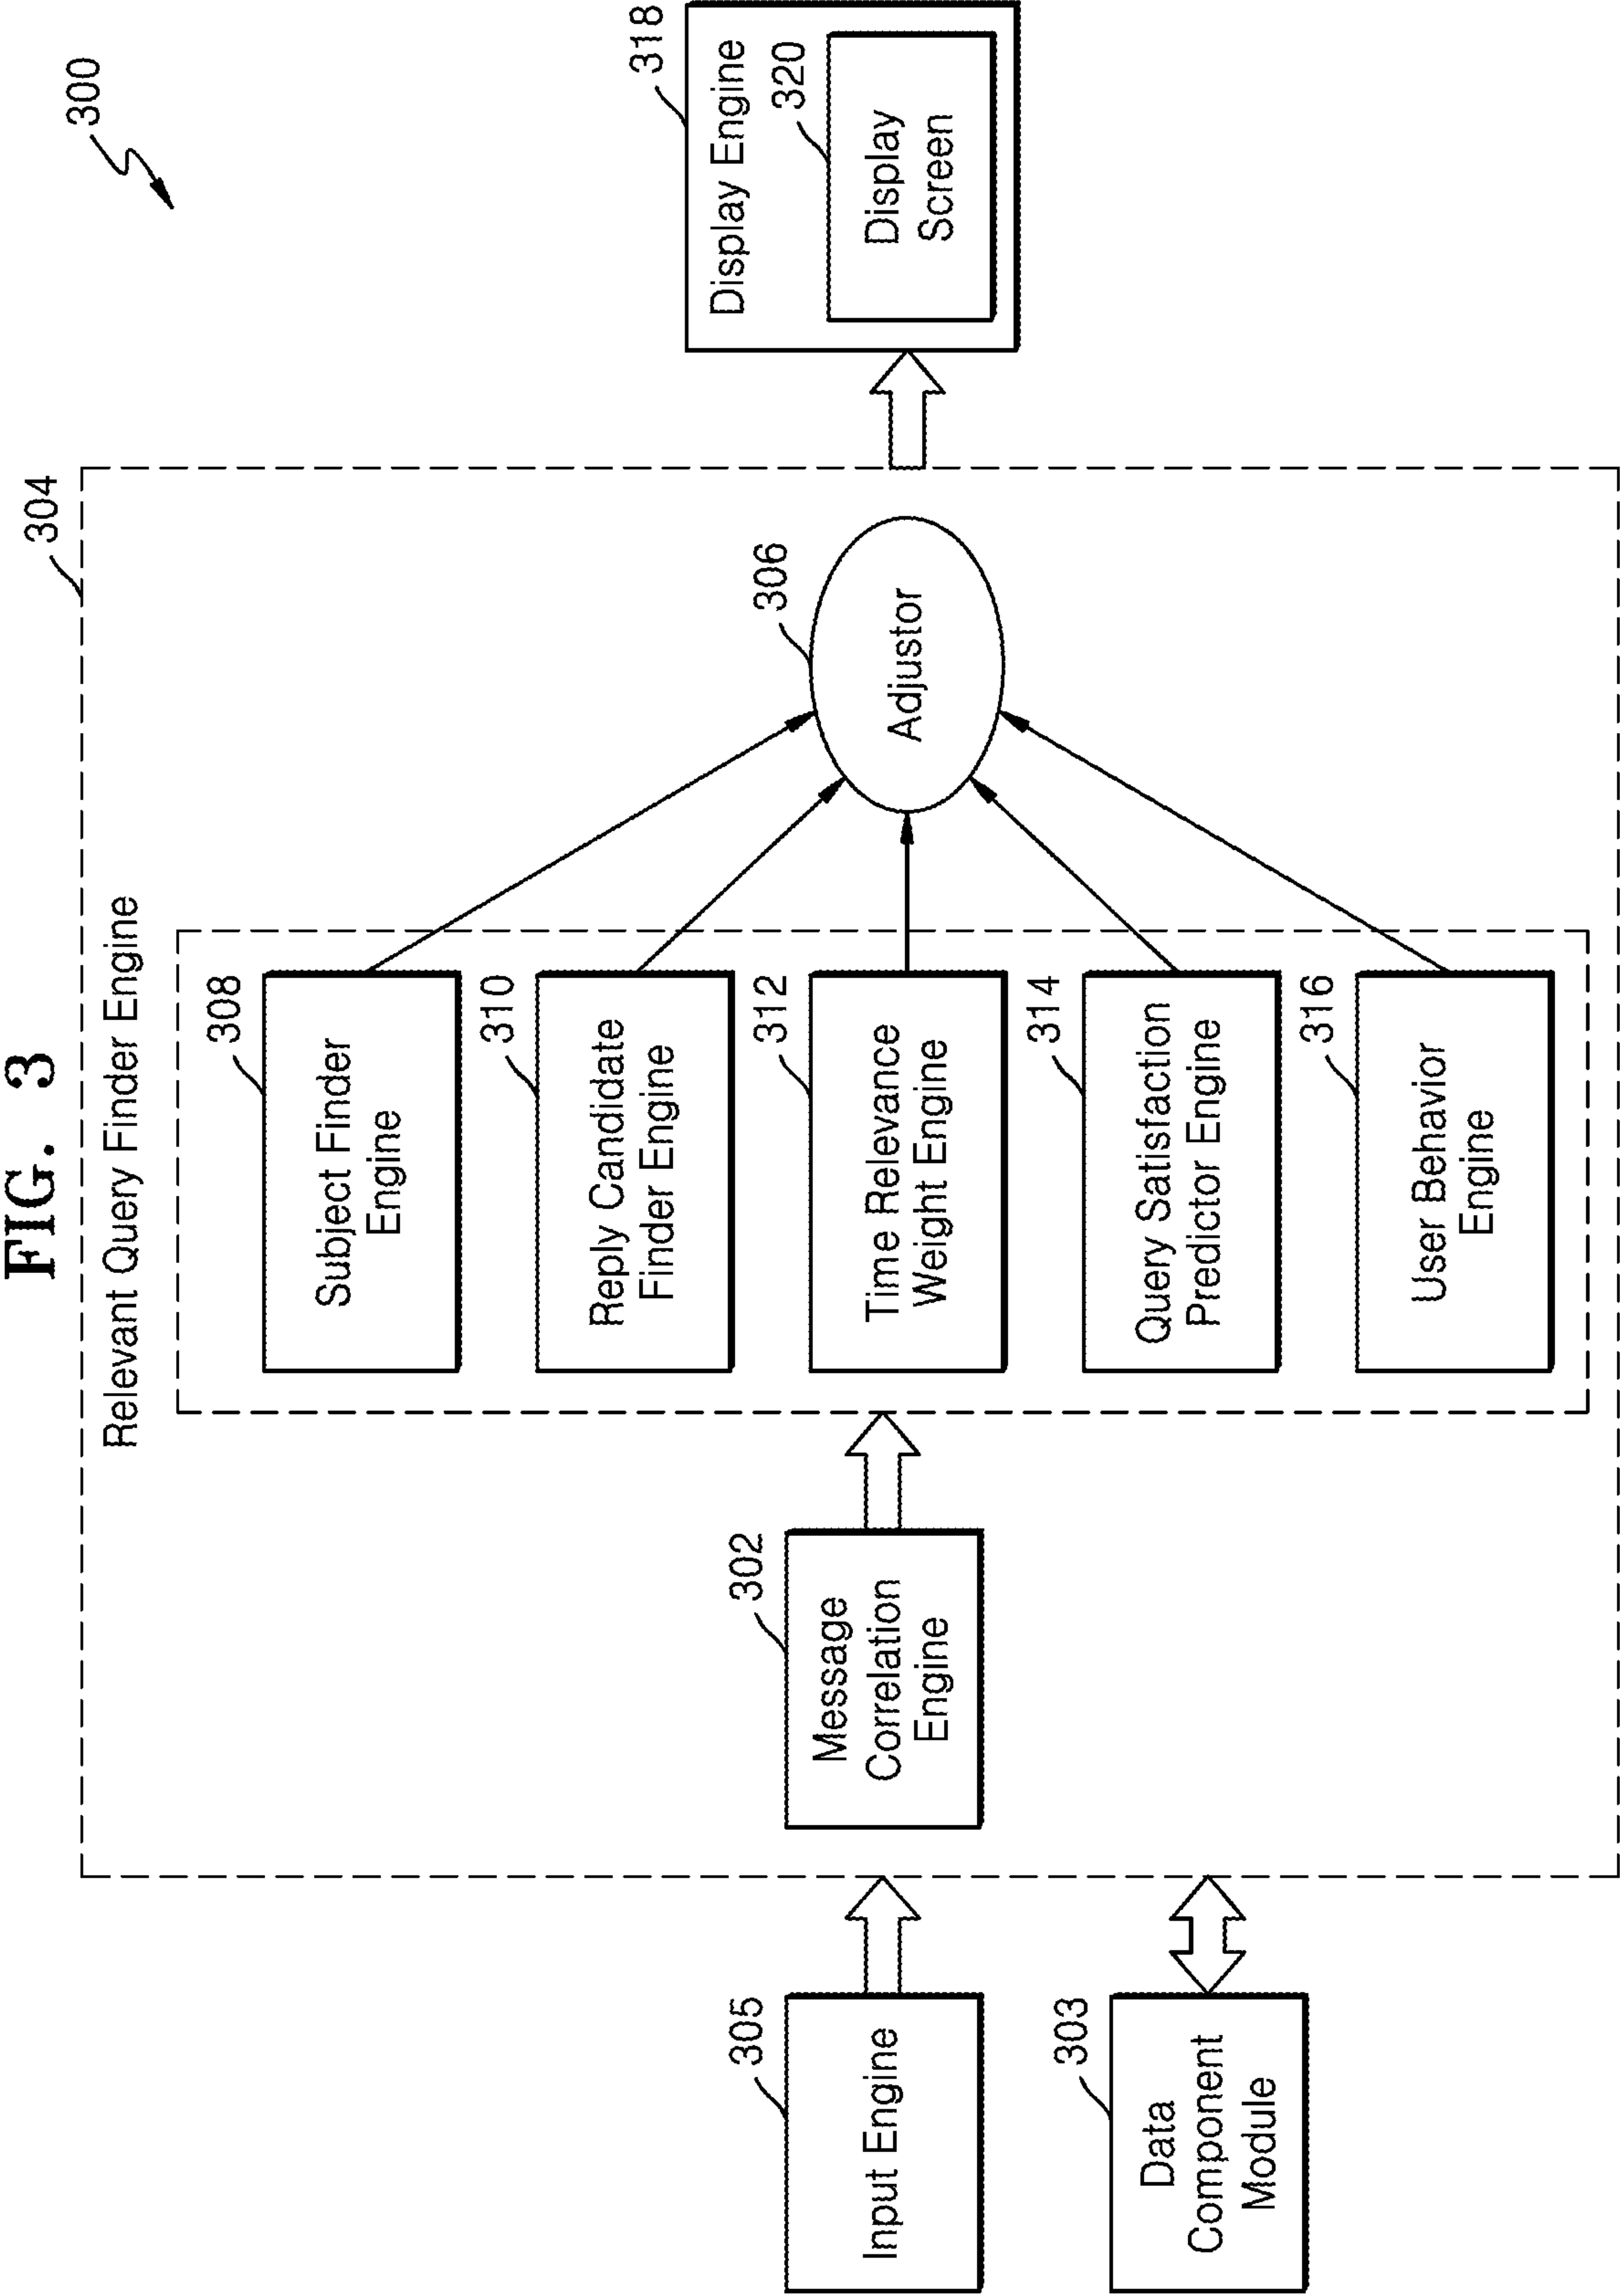 FIG. 3
300
304
Relevant Query Finder Engine
305
Input Engine
303
Data
Component
Module
302
Message
Correlation
Engine
308
Subject Finder
Engine
310
Reply Candidate
Finder Engine
312
Time Relevance
Weight Engine
314
Query Satisfaction
Predictor Engine
316
User Behavior
Engine
306
Adjustor
318
Display Engine
320
Display
Screen